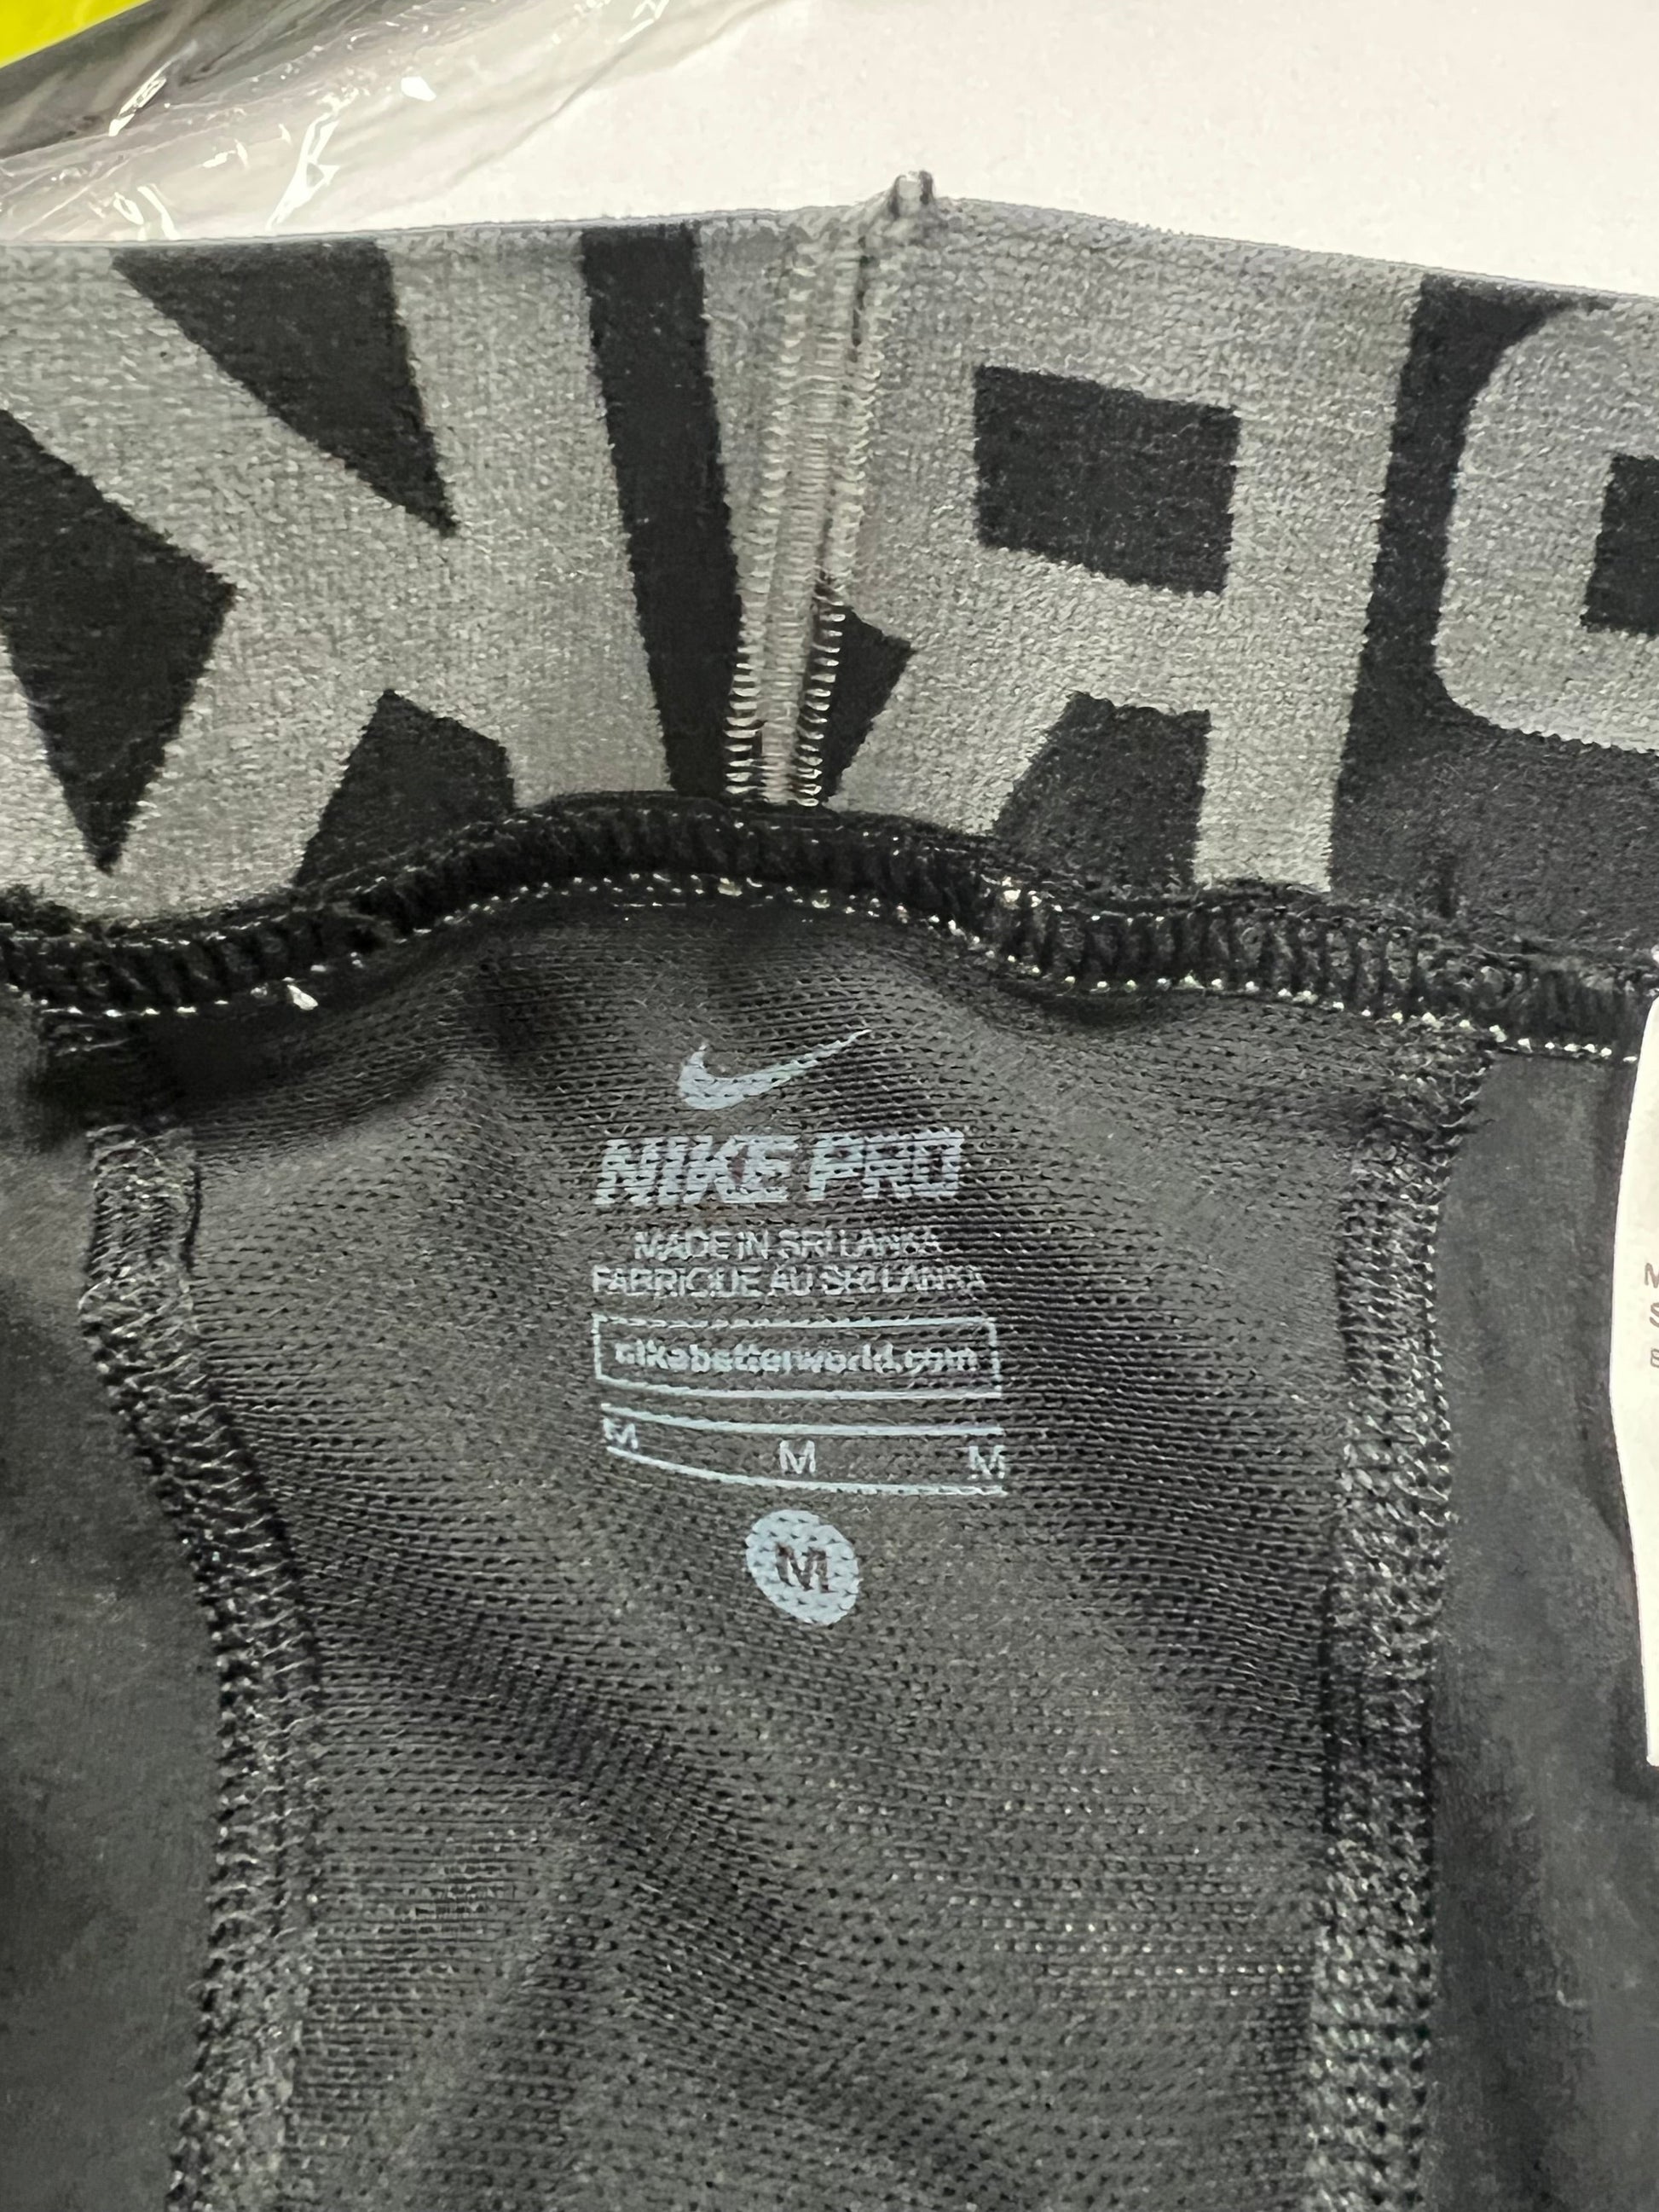 NIKE PRO
MADE IN SRI LANKA
FABRIQUE AU SRI LANKA
nikebetterworld.com
M M M
M